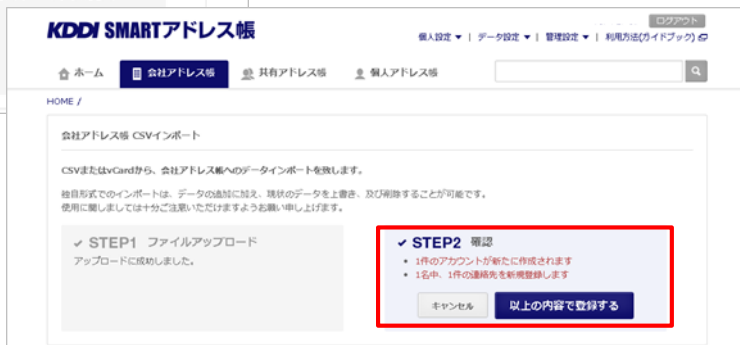 ログアウト
KDDI SMARTアドレス帳
個人設定 ▼ | データ設定 ▼ | 管理設定 ▼ | 利用方法(ガイドブック)
ホーム 会社アドレス帳 共有アドレス帳 個人アドレス帳
HOME /
会社アドレス帳 CSVインポート
CSVまたはvCardから、会社アドレス帳へのデータインポートを致します。
独自形式でのインポートは、データの追加に加え、現状のデータを上書き、及び削除することが可能です。
使用に関しましては十分ご注意いただけますようお願い申し上げます。
✓ STEP1 ファイルアップロード
アップロードに成功しました。
✓ STEP2 確認
• 1件のアカウントが新たに作成されます
• 1名中、1件の連絡先を新規登録します
キャンセル 以上の内容で登録する